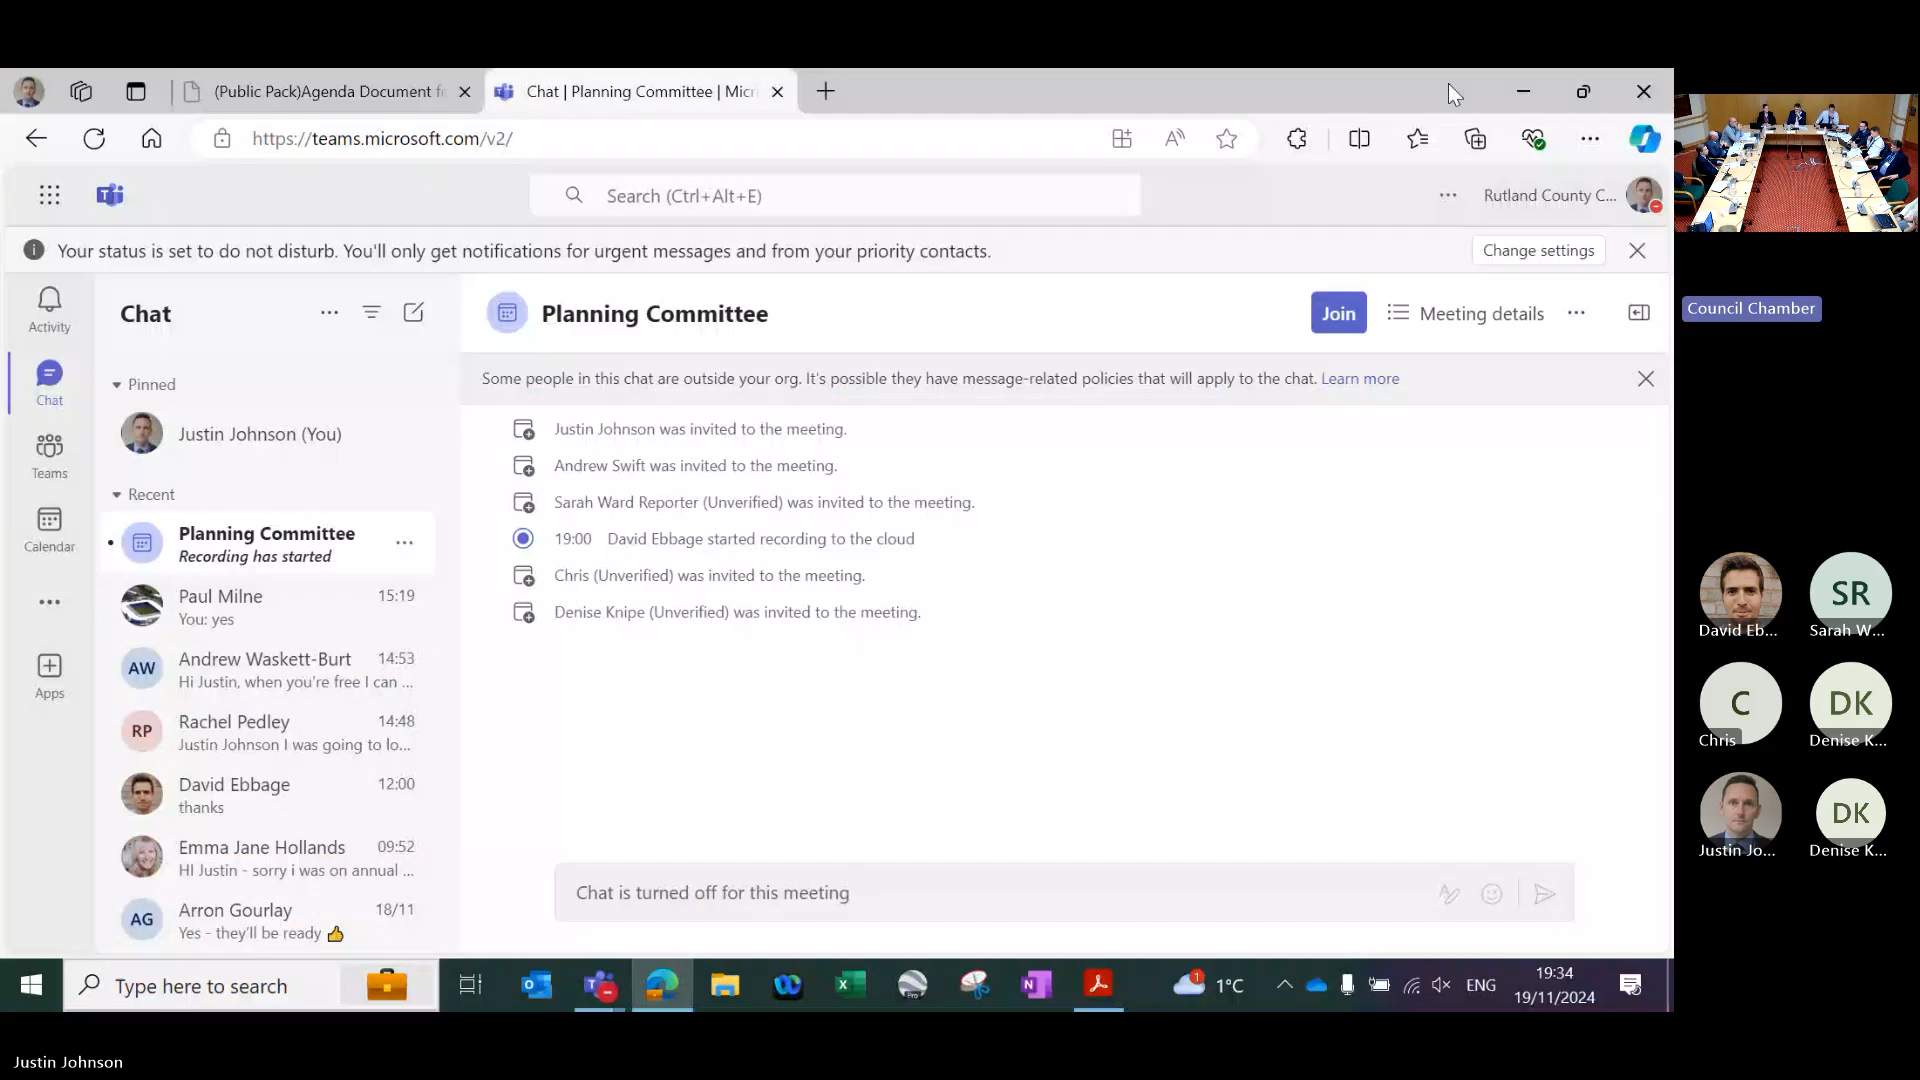 (Public Pack)Agenda Document f
Chat | Planning Committee | Micr
https://teams.microsoft.com/v2/
Search (Ctrl+Alt+E)
Rutland County C...
Your status is set to do not disturb. You'll only get notifications for urgent messages and from your priority contacts.
Change settings
Activity
Chat
Teams
Calendar
Apps
Chat
Pinned
Justin Johnson (You)
Recent
Planning Committee
Recording has started
Paul Milne 15:19
You: yes
AW
Andrew Waskett-Burt 14:53
Hi Justin, when you're free I can ...
RP
Rachel Pedley 14:48
Justin Johnson I was going to lo...
David Ebbage 12:00
thanks
Emma Jane Hollands 09:52
HI Justin - sorry i was on annual ...
AG
Arron Gourlay 18/11
Yes - they'll be ready 👍
Planning Committee
Join
Meeting details
Some people in this chat are outside your org. It's possible they have message-related policies that will apply to the chat. Learn more
Justin Johnson was invited to the meeting.
Andrew Swift was invited to the meeting.
Sarah Ward Reporter (Unverified) was invited to the meeting.
19:00 David Ebbage started recording to the cloud
Chris (Unverified) was invited to the meeting.
Denise Knipe (Unverified) was invited to the meeting.
Chat is turned off for this meeting
Council Chamber
David Eb...
SR
Sarah W...
C
Chris
DK
Denise K...
Justin Jo...
DK
Denise K...
Type here to search
1
1°C
ENG
19:34
19/11/2024
Justin Johnson